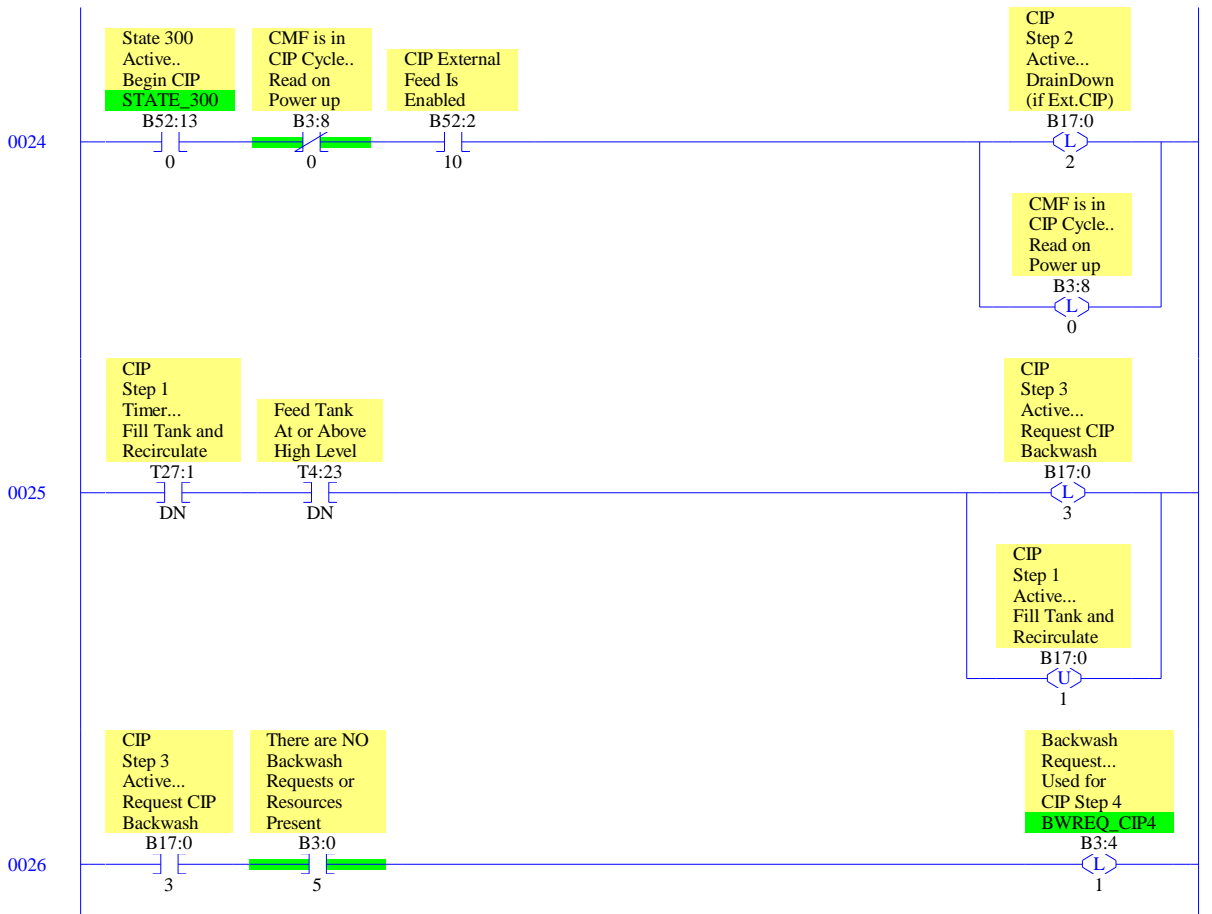 State 300
Active..
Begin CIP
STATE_300
B52:13
0
CMF is in
CIP Cycle..
Read on
Power up
B3:8
0
CIP External
Feed Is
Enabled
B52:2
10
CIP
Step 2
Active...
DrainDown
(if Ext.CIP)
B17:0
L
2
0024
CMF is in
CIP Cycle..
Read on
Power up
B3:8
L
0
CIP
Step 1
Timer...
Fill Tank and
Recirculate
T27:1
DN
Feed Tank
At or Above
High Level
T4:23
DN
CIP
Step 3
Active...
Request CIP
Backwash
B17:0
L
3
0025
CIP
Step 1
Active...
Fill Tank and
Recirculate
B17:0
U
1
CIP
Step 3
Active...
Request CIP
Backwash
B17:0
3
There are NO
Backwash
Requests or
Resources
Present
B3:0
5
Backwash
Request...
Used for
CIP Step 4
BWREQ_CIP4
B3:4
L
1
0026